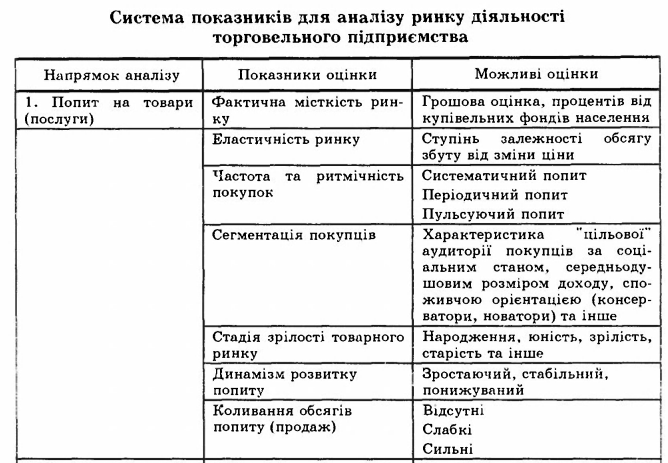 Система показників для аналізу ринку діяльності
торговельного підприємства
Напрямок аналізу
Показники оцінки
Можливі оцінки
1. Попит на товари
(послуги)
Фактична місткість рин-
ку
Грошова оцінка, процентів від
купівельних фондів населення
Еластичність ринку
Ступінь залежності обсягу
збуту від зміни ціни
Частота та ритмічність
покупок
Систематичний попит
Періодичний попит
Пульсуючий попит
Сегментація покупців
Характеристика "цільової"
аудиторії покупців за соці-
альним станом, середньоду-
шовим розміром доходу, спо-
живчою орієнтацією (консер-
ватори, новатори) та інше
Стадія зрілості товарного
ринку
Народження, юність, зрілість,
старість та інше
Динамізм розвитку
попиту
Зростаючий, стабільний,
понижуваний
Коливання обсягів
попиту (продаж)
Відсутні
Слабкі
Сильні